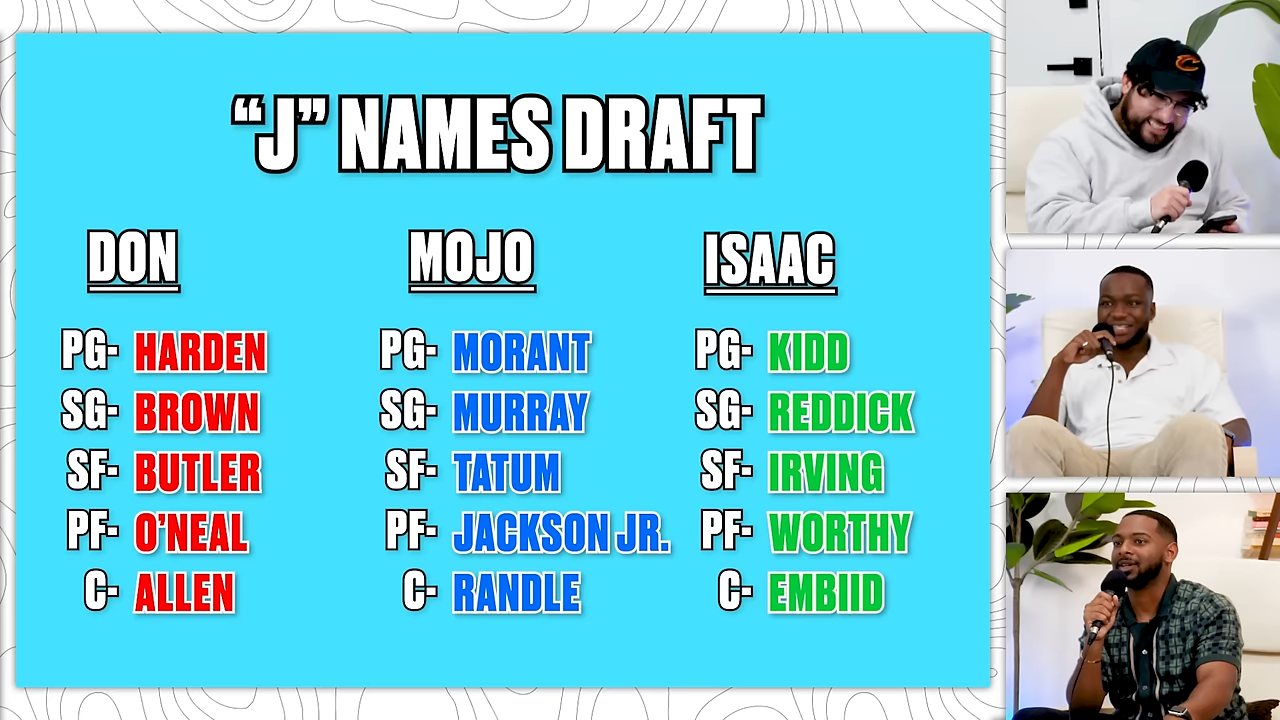 “J” NAMES DRAFT
DON
PG- HARDEN
SG- BROWN
SF- BUTLER
PF- O’NEAL
C- ALLEN
MOJO
PG- MORANT
SG- MURRAY
SF- TATUM
PF- JACKSON JR.
C- RANDLE
ISAAC
PG- KIDD
SG- REDDICK
SF- IRVING
PF- WORTHY
C- EMBIID
C